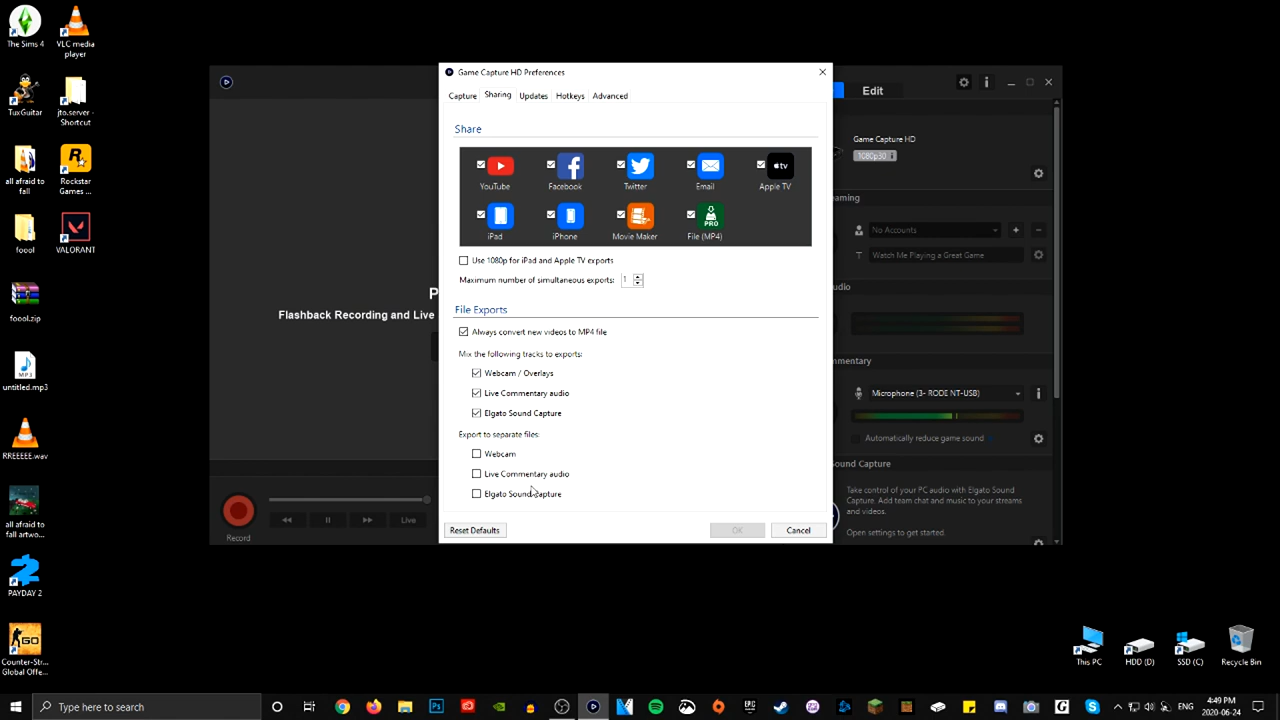 The Sims 4
VLC media
player
TuxGuitar
jto.server -
Shortcut
all afraid to
fall
Rockstar
Games ...
foool
VALORANT
foool.zip
untitled.mp3
RREEEE.wav
all afraid to
fall artwo...
PAYDAY 2
Counter-Str...
Global Offe...
Game Capture HD Preferences
Capture
Sharing
Updates
Hotkeys
Advanced
Share
YouTube
Facebook
Twitter
Email
Apple TV
iPad
iPhone
Movie Maker
File (MP4)
Use 1080p for iPad and Apple TV exports
Maximum number of simultaneous exports: 1
File Exports
Always convert new videos to MP4 file
Mix the following tracks to exports:
Webcam / Overlays
Live Commentary audio
Elgato Sound Capture
Export to separate files:
Webcam
Live Commentary audio
Elgato Sound Capture
Reset Defaults
OK
Cancel
P
Flashback Recording and Live
Record
Live
Edit
Game Capture HD
1080p30
eaming
No Accounts
Watch Me Playing a Great Game
udio
mmentary
Microphone (3- RODE NT-USB)
Automatically reduce game sound
ound Capture
Take control of your PC audio with Elgato
Sound Capture. Add team chat and music to your streams
and videos.
Open settings to get started.
This PC
HDD (D)
SSD (C)
Recycle Bin
Type here to search
ENG
4:49 PM
2020-06-24